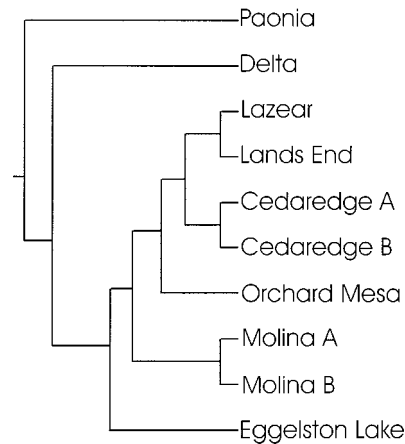 Paonia
Delta
Lazear
Lands End
Cedaredge A
Cedaredge B
Orchard Mesa
Molina A
Molina B
Eggelston Lake